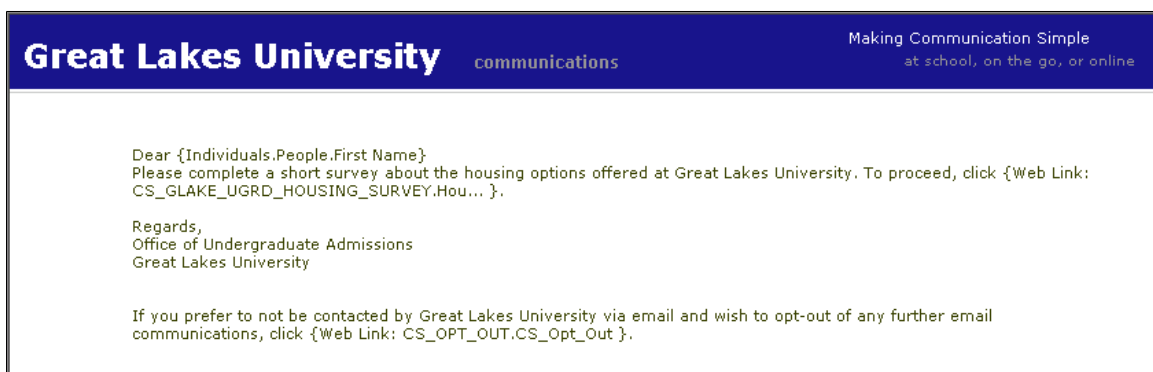 Great Lakes University communications
Making Communication Simple
at school, on the go, or online
Dear {Individuals.People.First Name}
Please complete a short survey about the housing options offered at Great Lakes University. To proceed, click {Web Link:
CS_GLAKE_UGRD_HOUSING_SURVEY.Hou... }.
Regards,
Office of Undergraduate Admissions
Great Lakes University
If you prefer to not be contacted by Great Lakes University via email and wish to opt-out of any further email
communications, click {Web Link: CS_OPT_OUT.CS_Opt_Out }.